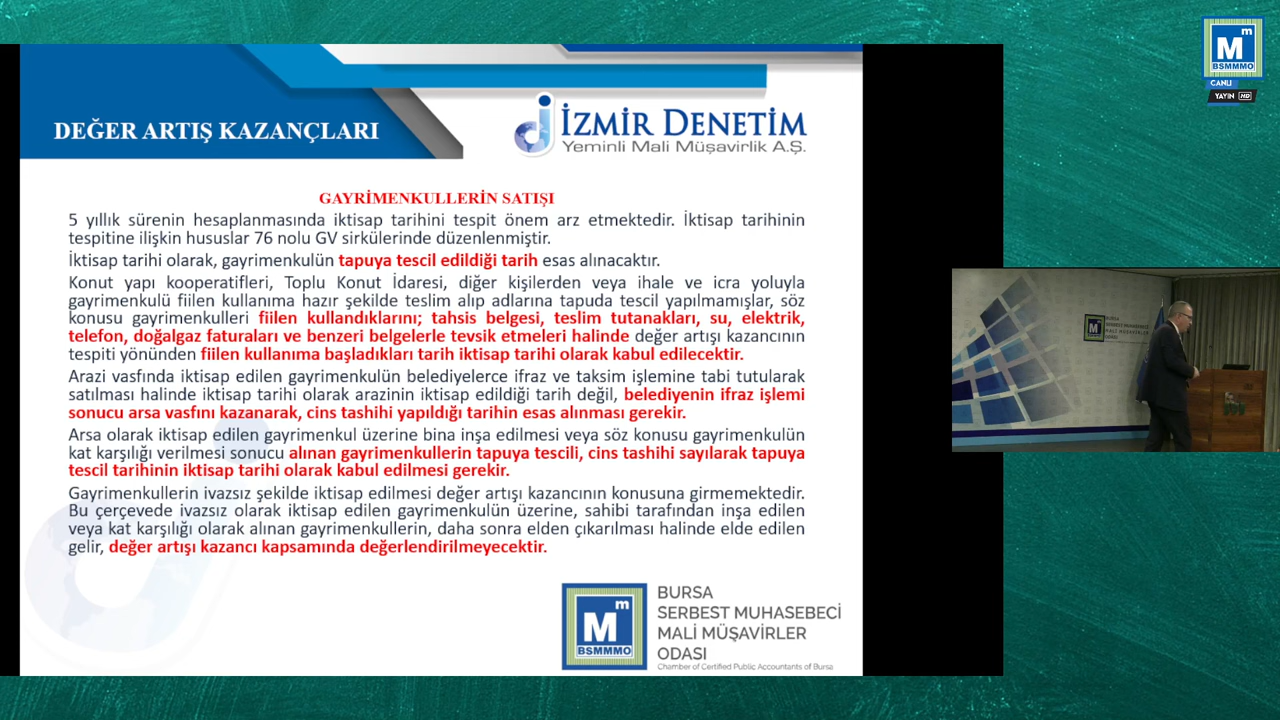 DEĞER ARTIŞ KAZANÇLARI
İZMİR DENETİM
Yeminli Mali Müşavirlik A.Ş.
GAYRİMENKULLERİN SATIŞI
5 yıllık sürenin hesaplanmasında iktisap tarihini tespit önem arz etmektedir. İktisap tarihinin
tespitine ilişkin hususlar 76 nolu GV sirkülerinde düzenlenmiştir.
İktisap tarihi olarak, gayrimenkulün tapuya tescil edildiği tarih esas alınacaktır.
Konut yapı kooperatifleri, Toplu Konut İdaresi, diğer kişilerden veya ihale ve icra yoluyla
gayrimenkulü fiilen kullanıma hazır şekilde teslim alıp adlarına tapuda tescil yapılmamışlar, söz
konusu gayrimenkulleri fiilen kullandıklarını; tahsis belgesi, teslim tutanakları, su, elektrik,
telefon, doğalgaz faturaları ve benzeri belgelerle tevsik etmeleri halinde değer artışı kazancının
tespiti yönünden fiilen kullanıma başladıkları tarih iktisap tarihi olarak kabul edilecektir.
Arazi vasfında iktisap edilen gayrimenkulün belediyelerce ifraz ve taksim işlemine tabi tutularak
satılması halinde iktisap tarihi olarak arazinin iktisap edildiği tarih değil, belediyenin ifraz işlemi
sonucu arsa vasfını kazanarak, cins tashihi yapıldığı tarihin esas alınması gerekir.
Arsa olarak iktisap edilen gayrimenkul üzerine bina inşa edilmesi veya söz konusu gayrimenkulün
kat karşılığı verilmesi sonucu alınan gayrimenkullerin tapuya tescili, cins tashihi sayılarak tapuya
tescil tarihinin iktisap tarihi olarak kabul edilmesi gerekir.
Gayrimenkullerin ivazsız şekilde iktisap edilmesi değer artışı kazancının konusuna girmemektedir.
Bu çerçevede ivazsız olarak iktisap edilen gayrimenkulün üzerine, sahibi tarafından inşa edilen
veya kat karşılığı olarak alınan gayrimenkullerin, daha sonra elden çıkarılması halinde elde edilen
gelir, değer artışı kazancı kapsamında değerlendirilmeyecektir.
Mm
BSMMMO
BURSA
SERBEST MUHASEBECİ
MALİ MÜŞAVİRLER
ODASI
Chamber of Certified Public Accountants of Bursa
Mm
BSMMMO
CANLI
YAYIN HD
BURSA
SERBEST MUHASEBECİ
MALİ MÜŞAVİRLER
ODASI